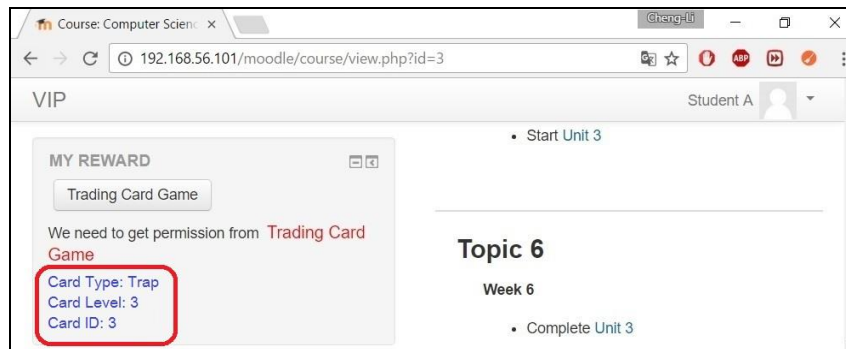 Course: Computer Scienc
Cheng-Li
192.168.56.101/moodle/course/view.php?id=3
ABP
VIP
Student A
MY REWARD
Trading Card Game
We need to get permission from Trading Card
Game
Card Type: Trap
Card Level: 3
Card ID: 3
• Start Unit 3
Topic 6
Week 6
• Complete Unit 3